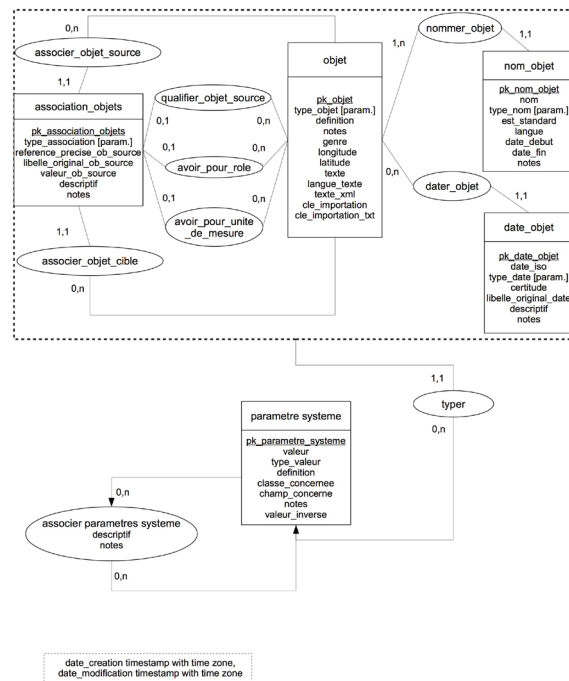 0,n
associer_objet_source
1,1
association_objets
pk_association_objets
type_association [param.]
reference_precise_ob_source
libelle_original_ob_source
valeur_ob_source
descriptif
notes
1,1
associer_objet_cible
0,n
qualifier_objet_source
0,1
0,n
0,1
0,n
avoir_pour_role
0,1
0,n
avoir_pour_unite
_de_mesure
objet
pk_objet
type_objet [param.]
definition
notes
genre
longitude
latitude
texte
langue_texte
texte_xml
cle_importation
cle_importation_txt
1,n
nommer_objet
1,1
nom_objet
pk_nom_objet
nom
type_nom [param.]
est_standard
langue
date_debut
date_fin
notes
0,n
dater_objet
1,1
date_objet
pk_date_objet
date_iso
type_date [param.]
certitude
libelle_original_date
descriptif
notes
1,1
typer
0,n
parametre systeme
pk_parametre_systeme
valeur
type_valeur
definition
classe_concernee
champ_concerne
notes
valeur_inverse
0,n
associer parametres systeme
descriptif
notes
0,n
date_creation timestamp with time zone,
date_modification timestamp with time zone